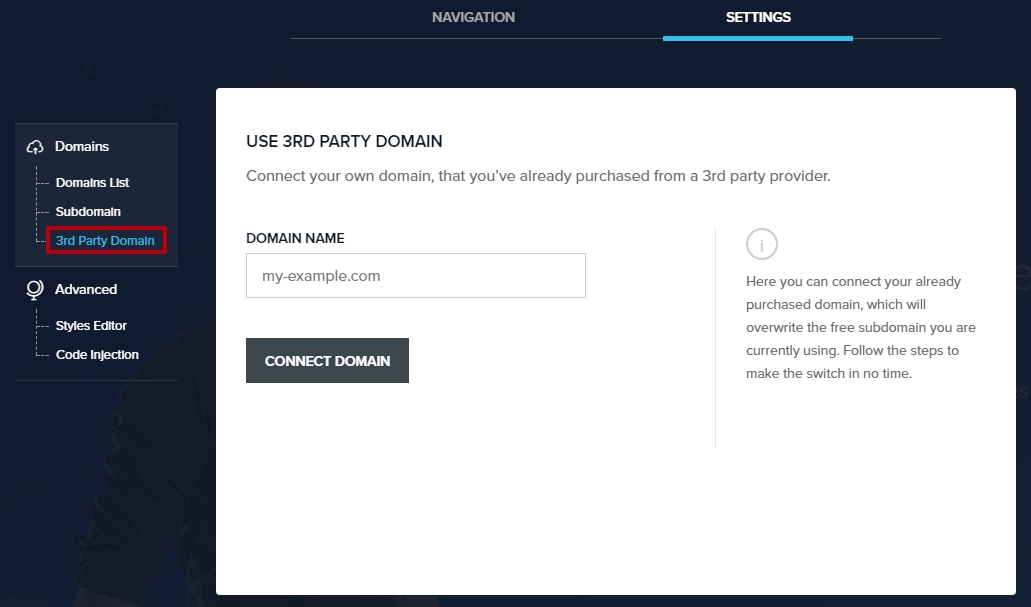 NAVIGATION
SETTINGS
Domains
Domains List
Subdomain
3rd Party Domain
Advanced
Styles Editor
Code Injection
USE 3RD PARTY DOMAIN
Connect your own domain, that you've already purchased from a 3rd party provider.
DOMAIN NAME
my-example.com
CONNECT DOMAIN
i
Here you can connect your already
purchased domain, which will
overwrite the free subdomain you are
currently using. Follow the steps to
make the switch in no time.